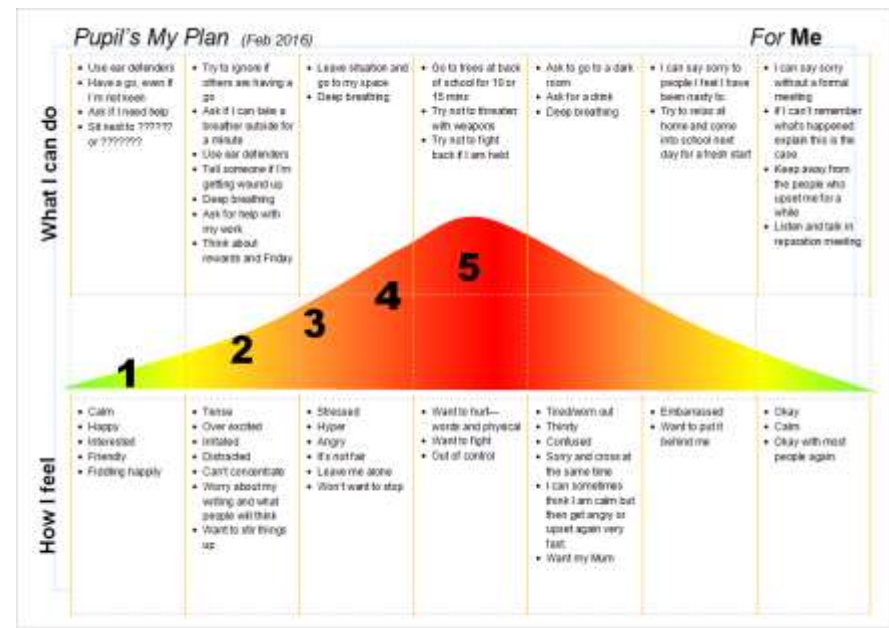 Pupil's My Plan (Feb 2016)
For Me
What I can do
• Use ear defenders
• Have a go, even if
I'm not keen
• Ask if I need help
• Sit next to ??????
or ???????
• Try to ignore if
others are having a
go
• Ask if I can take a
breather outside for
a minute
• Use ear defenders
• Tell someone if I'm
getting wound up
• Deep breathing
• Ask for help with
my work
• Think about
rewards and Friday
• Leave situation and
go to my space
• Deep breathing
• Go to trees at back
of school for 10 or
15 mins
• Try not to threaten
with weapons
• Try not to fight
back if I am held
• Ask to go to a dark
room
• Ask for a drink
• Deep breathing
• I can say sorry to
people I feel I have
been nasty to.
• Try to relax at
home and come
into school next
day for a fresh start
• I can say sorry
without a formal
meeting
• If I can't remember
what's happened
explain this is the
case
• Keep away from
the people who
upset me for a
while
• Listen and talk in
reparation meeting
1
2
3
4
5
How I feel
• Calm
• Happy
• Interested
• Friendly
• Fiddling happily
• Tense
• Over excited
• Irritated
• Distracted
• Can't concentrate
• Worry about my
writing and what
people will think
• Want to stir things
up
• Stressed
• Hyper
• Angry
• It's not fair
• Leave me alone
• Won't want to stop
• Want to hurt—
words and physical
• Want to fight
• Out of control
• Tired/worn out
• Thirsty
• Confused
• Sorry and cross at
the same time
• I can sometimes
think I am calm but
then get angry or
upset again very
fast.
• Want my Mum
• Embarrassed
• Want to put it
behind me
• Okay
• Calm
• Okay with most
people again